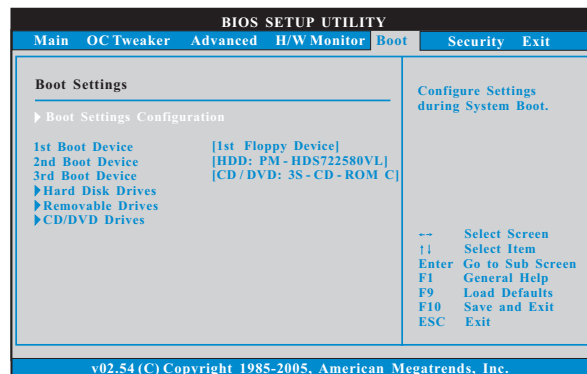 BIOS SETUP UTILITY
Main OC Tweaker Advanced H/W Monitor Boot Security Exit
Boot Settings
Boot Settings Configuration
1st Boot Device [1st Floppy Device]
2nd Boot Device [HDD: PM - HDS722580VL]
3rd Boot Device [CD / DVD: 3S - CD - ROM C]
Hard Disk Drives
Removable Drives
CD/DVD Drives
Configure Settings
during System Boot.
←→ Select Screen
↑↓ Select Item
Enter Go to Sub Screen
F1 General Help
F9 Load Defaults
F10 Save and Exit
ESC Exit
v02.54 (C) Copyright 1985-2005, American Megatrends, Inc.